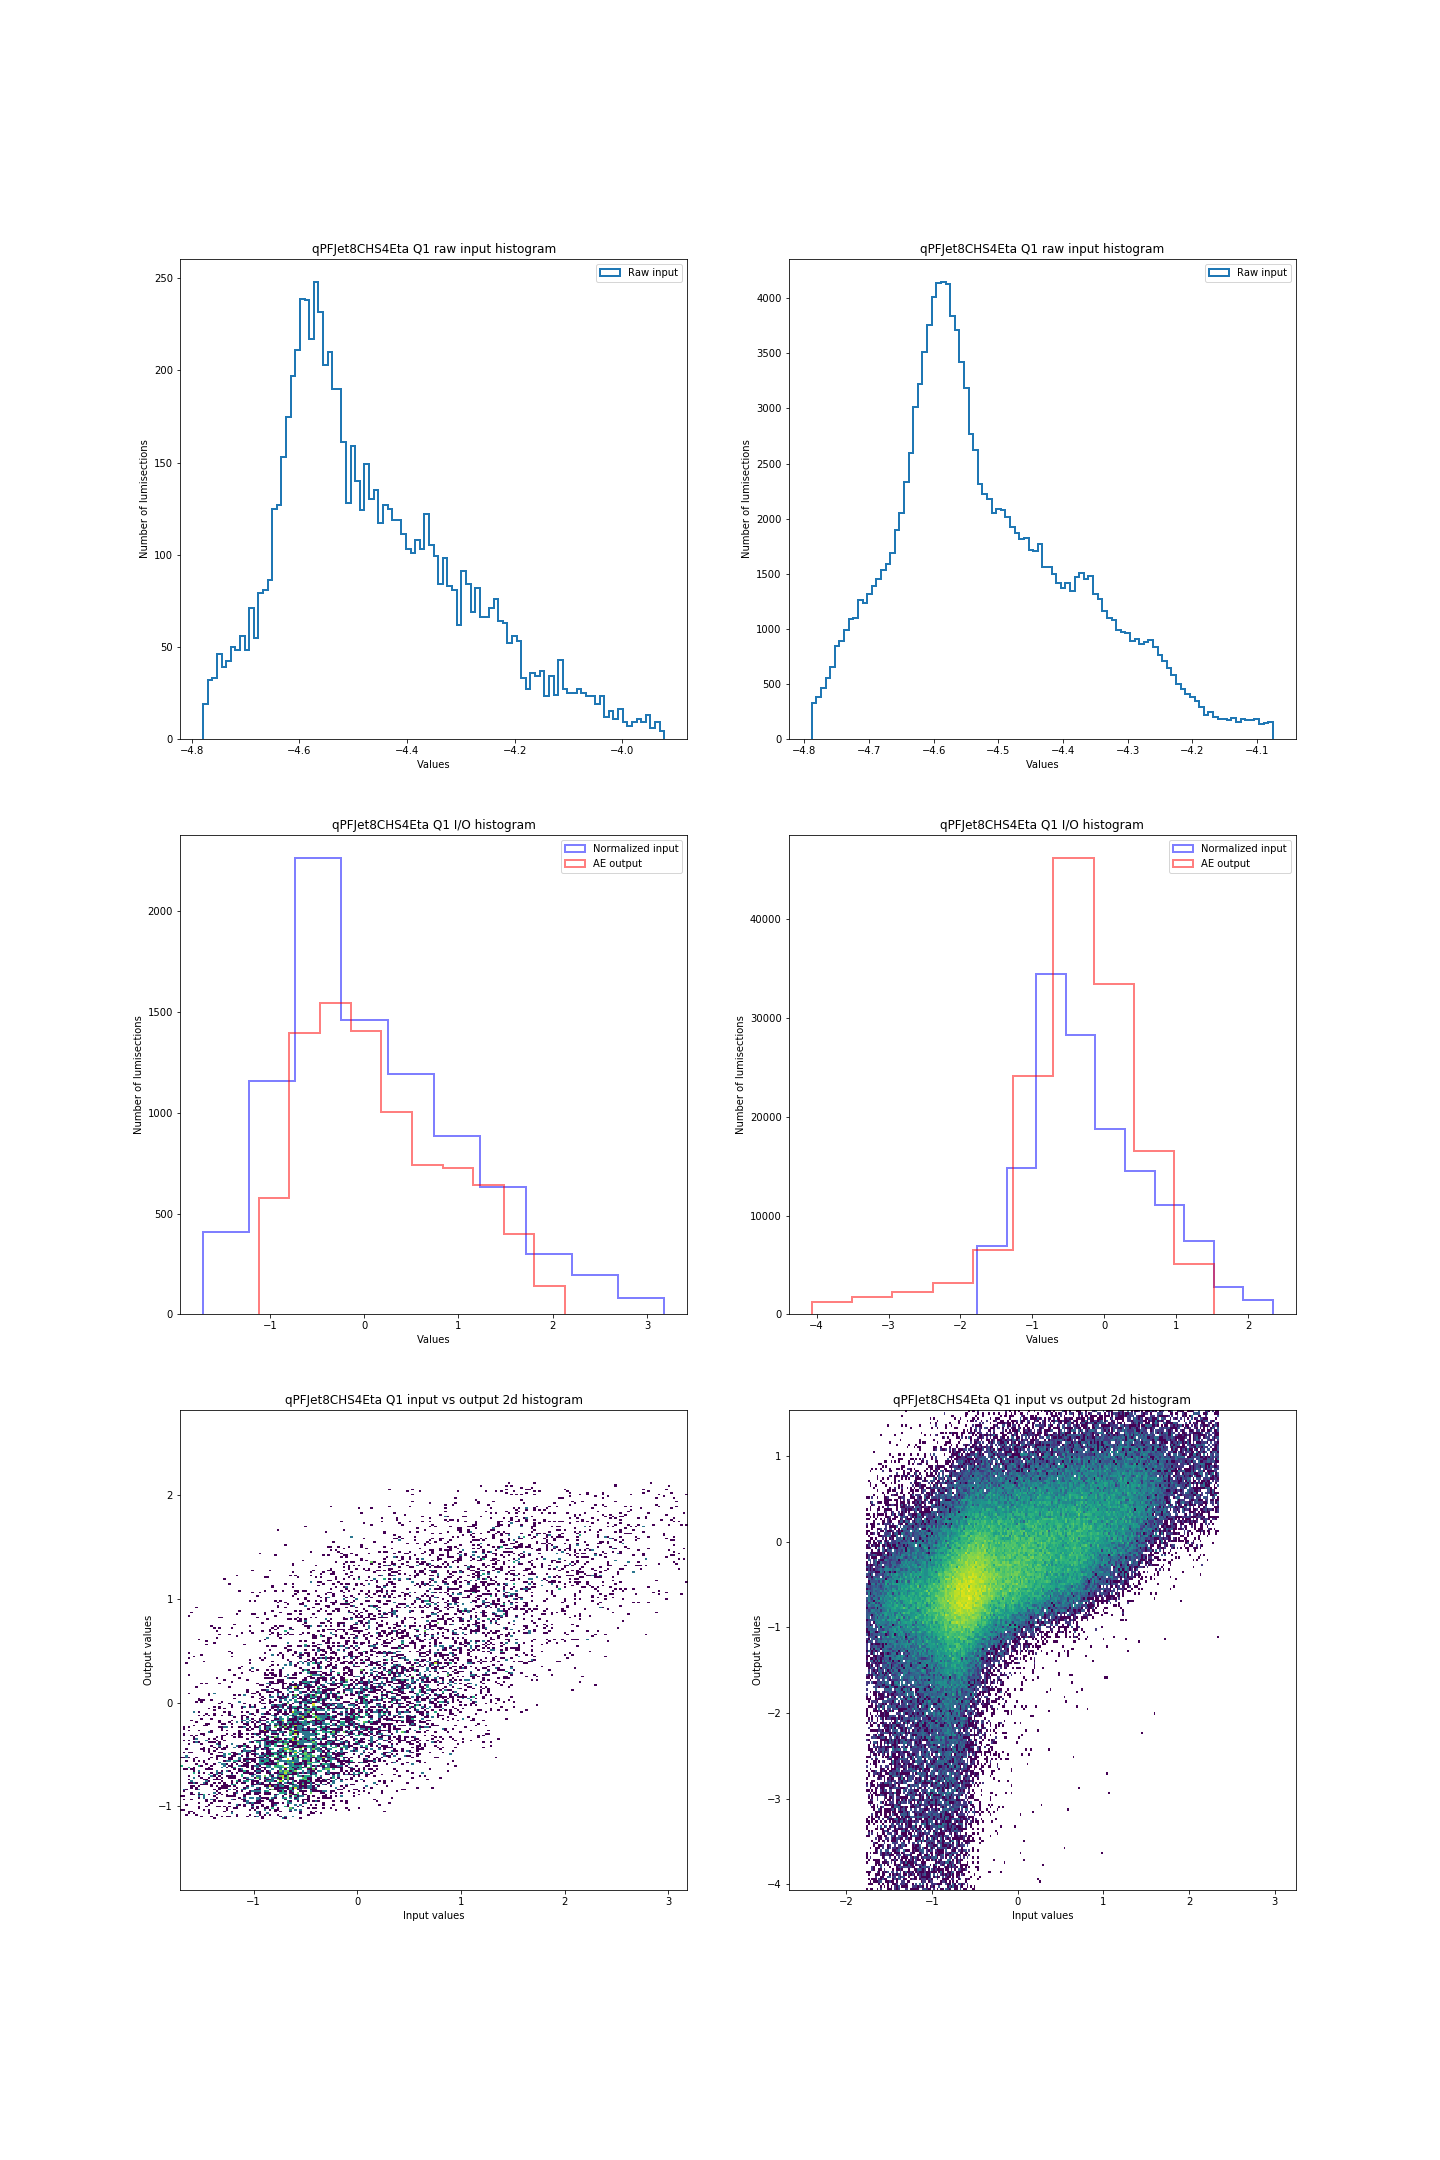 qPFJet8CHS4Eta Q1 raw input histogram
Raw input
250
200
150
100
50
0
Number of lumisections
−4.8 −4.6 −4.4 −4.2 −4.0
Values
qPFJet8CHS4Eta Q1 raw input histogram
Raw input
4000
3500
3000
2500
2000
1500
1000
500
0
Number of lumisections
−4.8 −4.7 −4.6 −4.5 −4.4 −4.3 −4.2 −4.1
Values
qPFJet8CHS4Eta Q1 I/O histogram
Normalized input
AE output
2000
1500
1000
500
0
Number of lumisections
−1 0 1 2 3
Values
qPFJet8CHS4Eta Q1 I/O histogram
Normalized input
AE output
40000
30000
20000
10000
0
Number of lumisections
−4 −3 −2 −1 0 1 2
Values
qPFJet8CHS4Eta Q1 input vs output 2d histogram
2
1
0
−1
Output values
−1 0 1 2 3
Input values
qPFJet8CHS4Eta Q1 input vs output 2d histogram
1
0
−1
−2
−3
−4
Output values
−2 −1 0 1 2 3
Input values